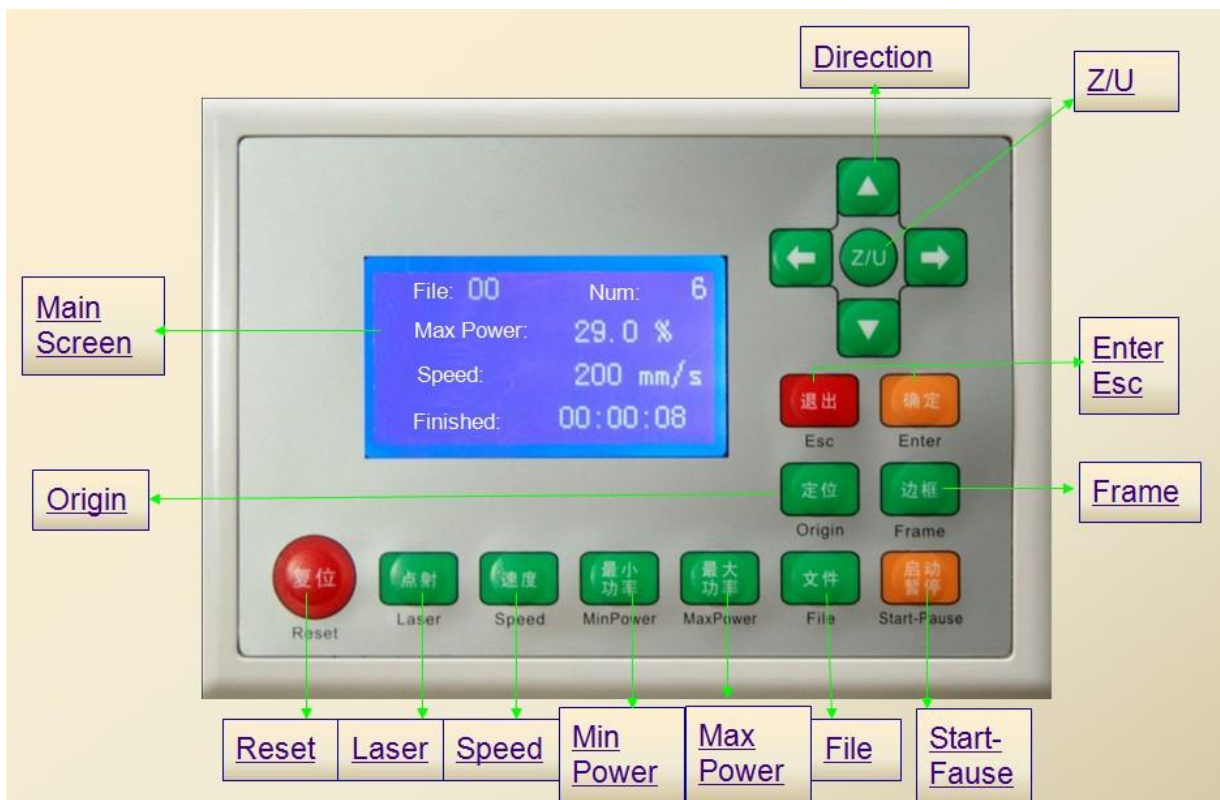 Direction
Z/U
Z/U
Main
Screen
File: 00 Num: 6
Max Power: 29.0 %
Speed: 200 mm/s
Finished: 00:00:08
Enter
Esc
退出 确定
Esc Enter
Origin
定位 边框
Origin Frame
Frame
复位 点射 速度 最小 最大 文件 启动
功率 功率 暂停
Reset Laser Speed MinPower MaxPower File Start-Pause
Reset Laser Speed Min Max File Start-
Power Power Fause